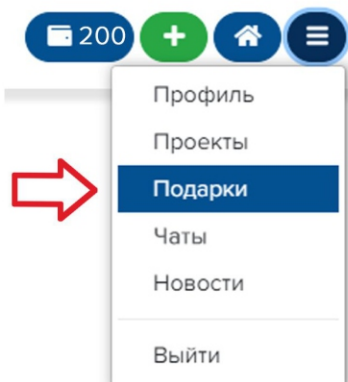 200
Профиль
Проекты
Подарки
Чаты
Новости
Выйти